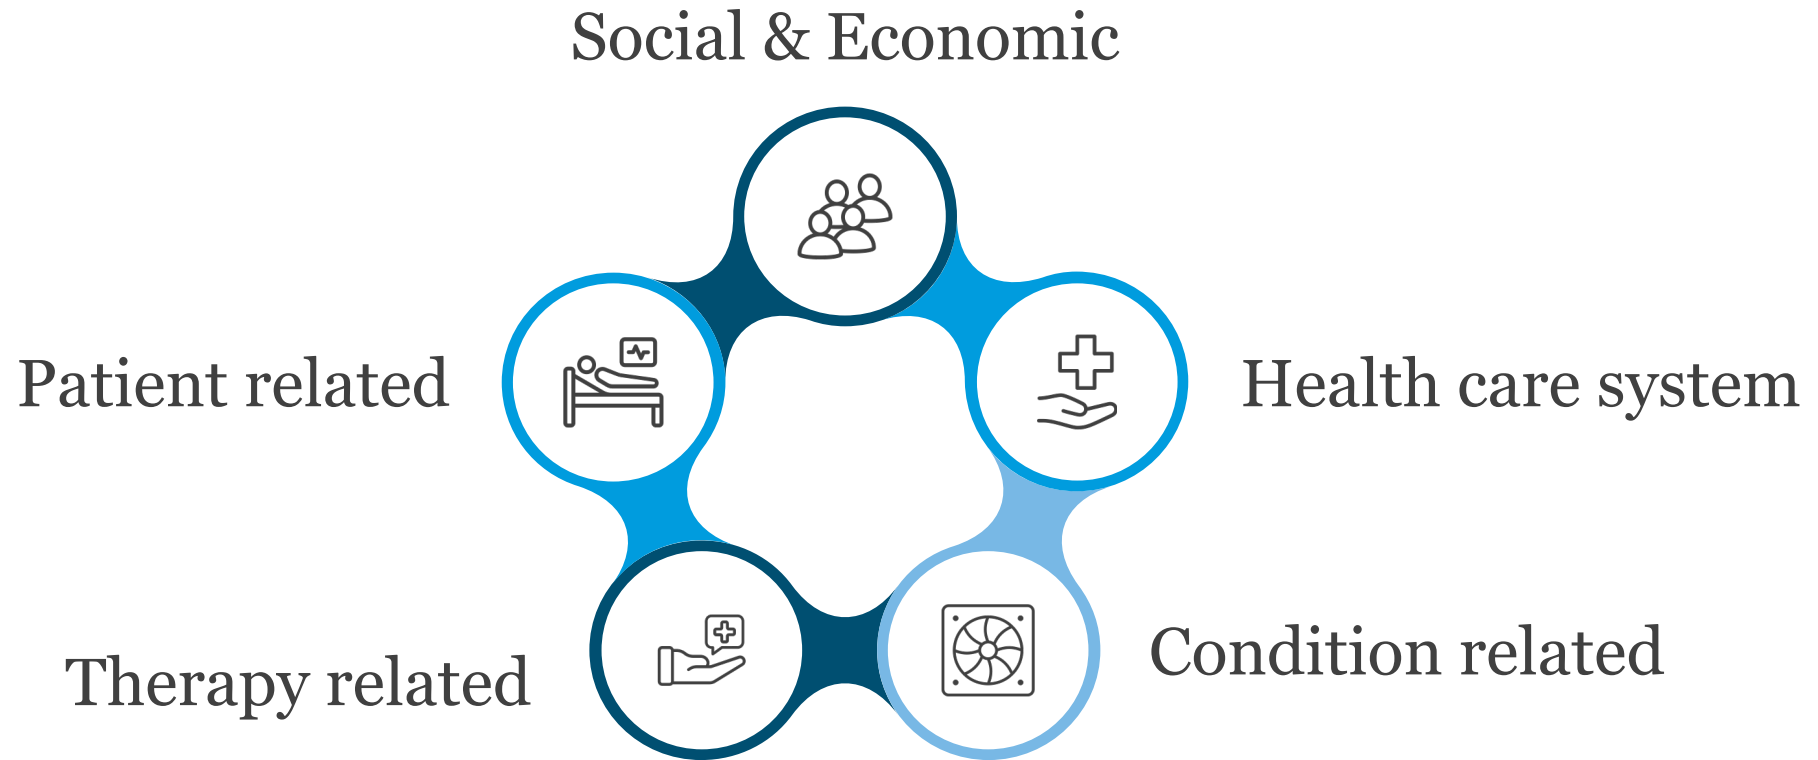 Social & Economic
Patient related
Health care system
Condition related
Therapy related